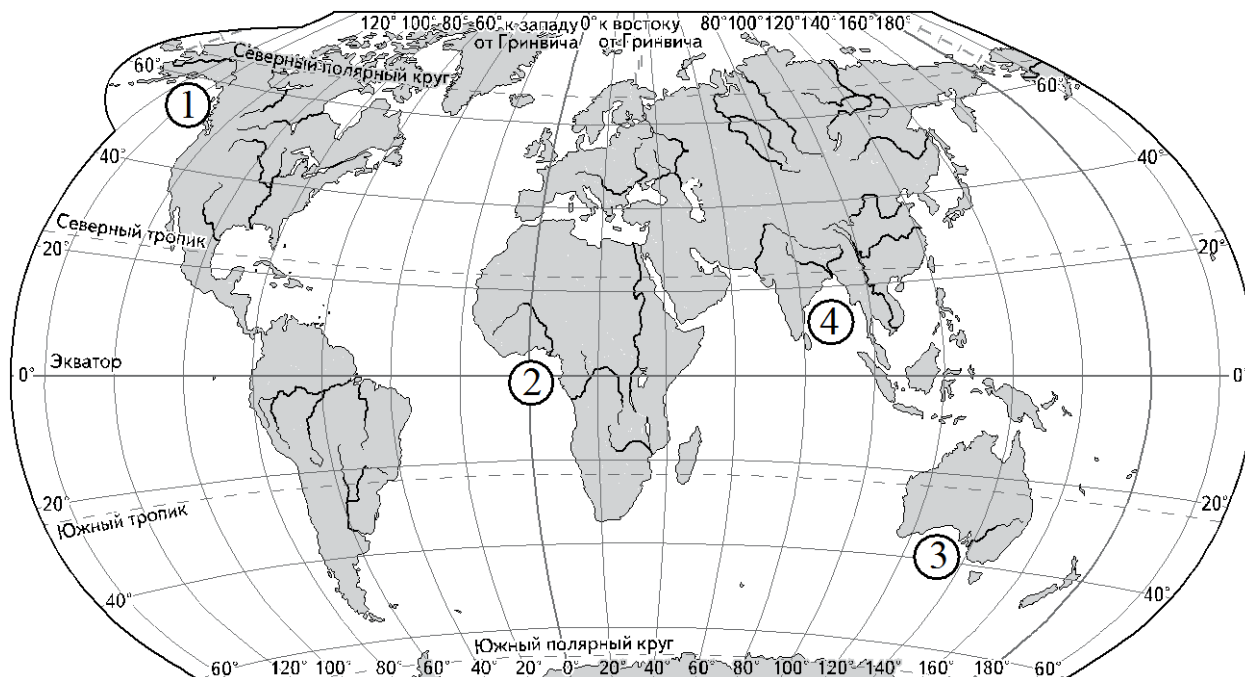 120° 100° 80° 60° к западу 0° к востоку 80° 100° 120° 140° 160° 180°
от Гринвича от Гринвича
60° Северный полярный круг 60°
1
40° 40°
Северный тропик
20° 20°
4
Экватор
0° 2 0°
20° 20°
Южный тропик
3
40° 40°
Южный полярный круг
60° 120° 100° 80° 60° 40° 20° 0° 20° 40° 60° 80° 100° 120° 140° 160° 180° 60°